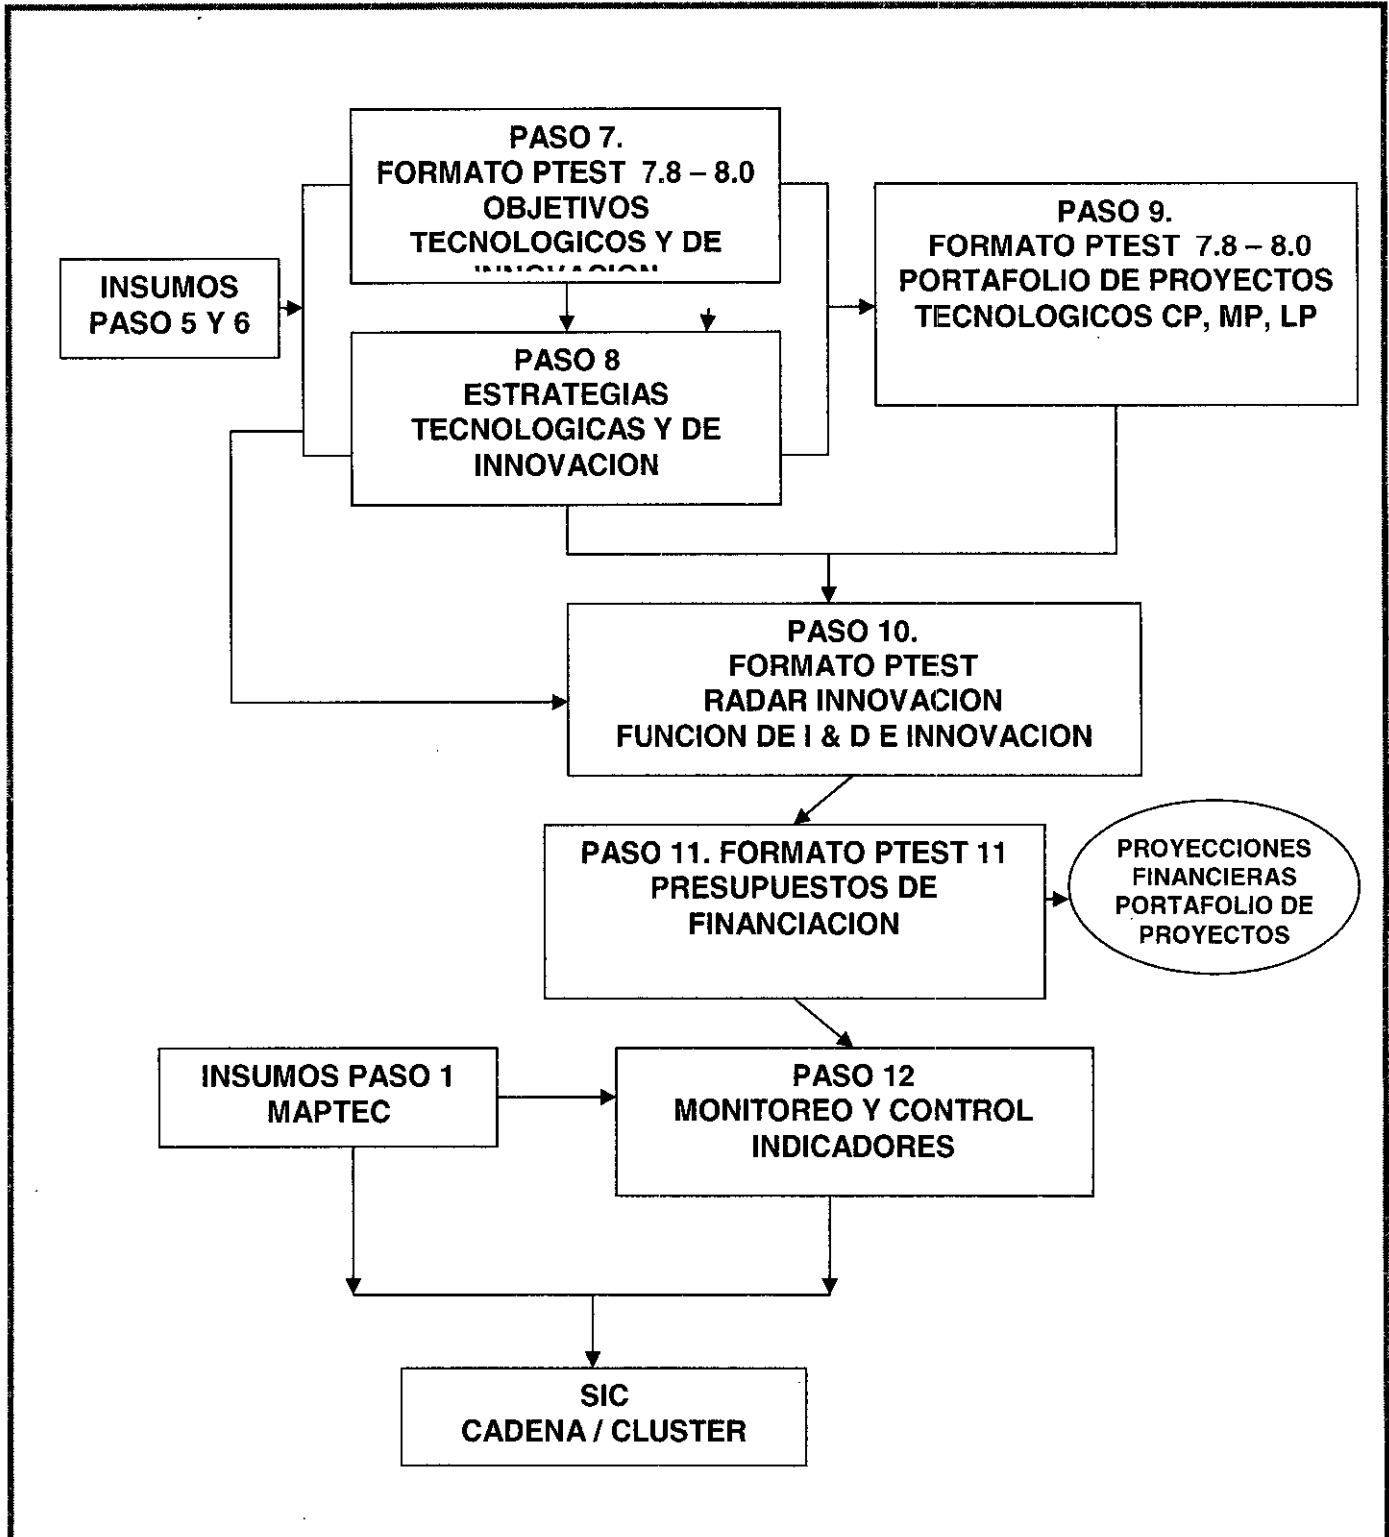 PASO 7.
FORMATO PTEST 7.8 – 8.0
OBJETIVOS
TECNOLOGICOS Y DE
INNOVACION
INSUMOS
PASO 5 Y 6
PASO 9.
FORMATO PTEST 7.8 – 8.0
PORTAFOLIO DE PROYECTOS
TECNOLOGICOS CP, MP, LP
PASO 8
ESTRATEGIAS
TECNOLOGICAS Y DE
INNOVACION
PASO 10.
FORMATO PTEST
RADAR INNOVACION
FUNCION DE I & D E INNOVACION
PASO 11. FORMATO PTEST 11
PRESUPUESTOS DE
FINANCIACION
PROYECCIONES
FINANCIERAS
PORTAFOLIO DE
PROYECTOS
INSUMOS PASO 1
MAPTEC
PASO 12
MONITOREO Y CONTROL
INDICADORES
SIC
CADENA / CLUSTER